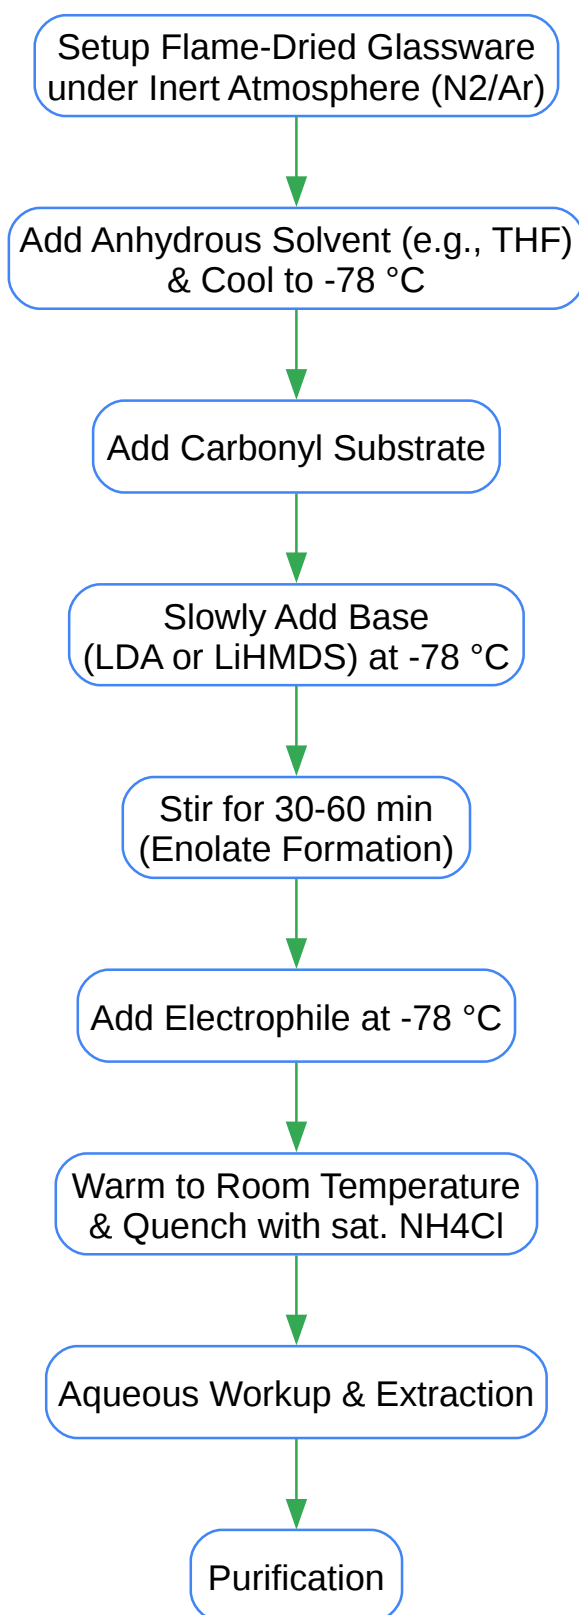 Setup Flame-Dried Glassware
under Inert Atmosphere (N2/Ar)
Add Anhydrous Solvent (e.g., THF)
& Cool to -78 °C
Add Carbonyl Substrate
Slowly Add Base
(LDA or LiHMDS) at -78 °C
Stir for 30-60 min
(Enolate Formation)
Add Electrophile at -78 °C
Warm to Room Temperature
& Quench with sat. NH4Cl
Aqueous Workup & Extraction
Purification